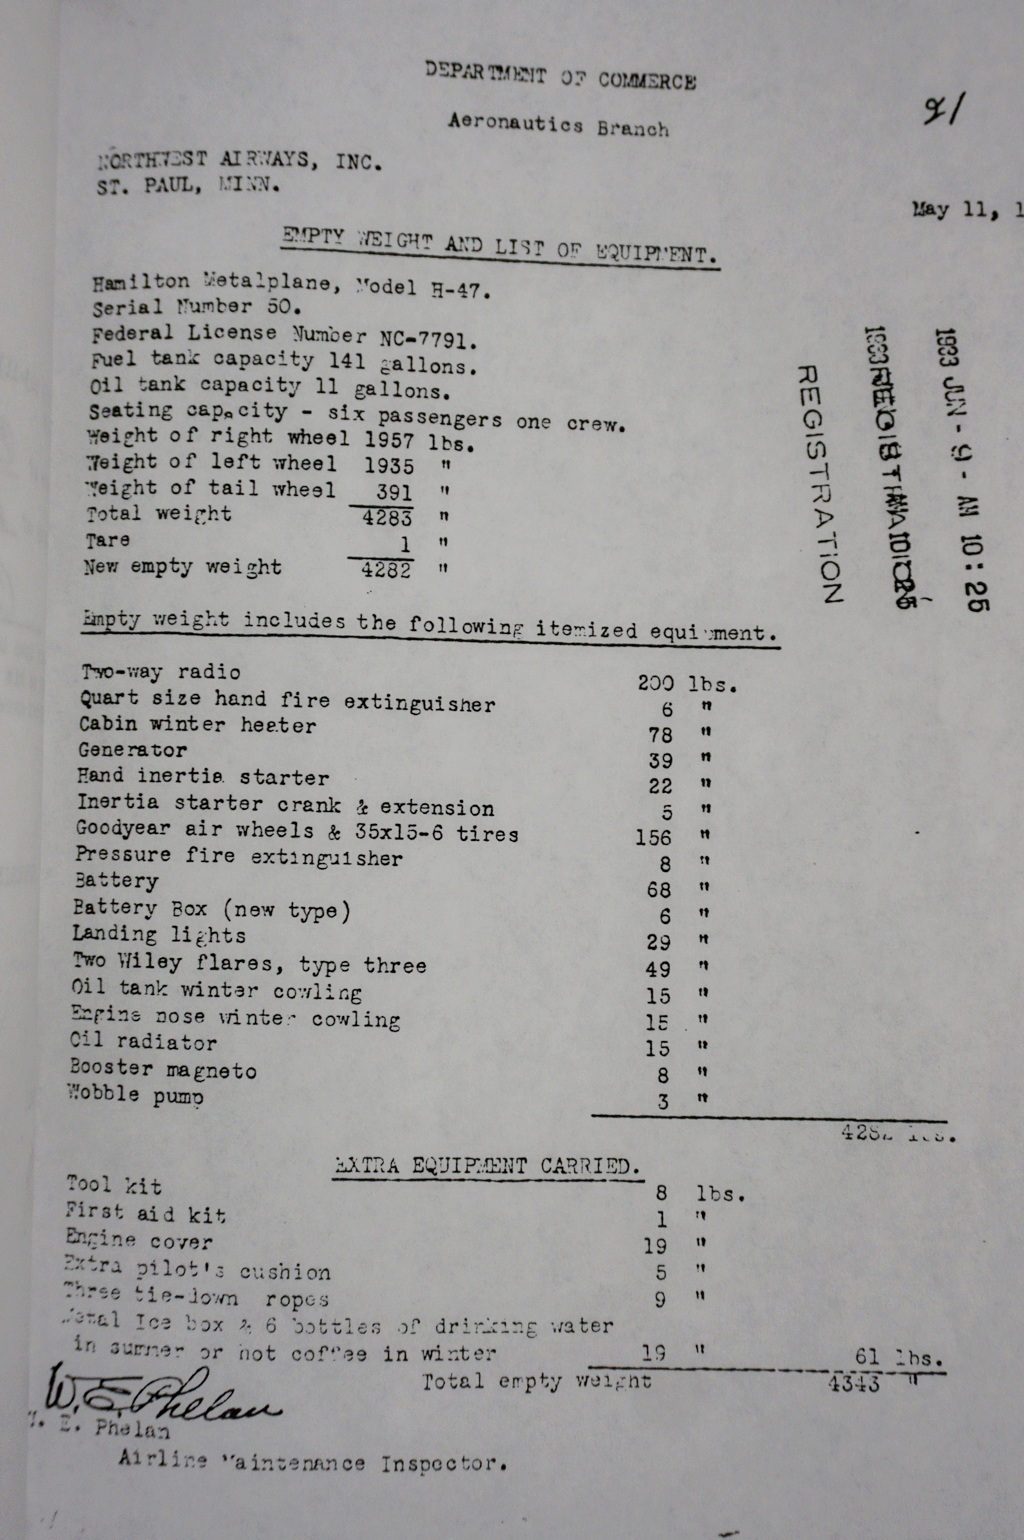 DEPARTMENT OF COMMERCE
Aeronautics Branch
21
NORTHWEST AIRWAYS, INC.
ST. PAUL, MINN.
May 11, 1
EMPTY WEIGHT AND LIST OF EQUIPMENT.
Hamilton Metalplane, Model H-47.
Serial Number 50.
Federal License Number NC-7791.
Fuel tank capacity 141 gallons.
Oil tank capacity 11 gallons.
Seating capacity - six passengers one crew.
Weight of right wheel 1957 lbs.
Weight of left wheel 1935 "
Weight of tail wheel 391 "
Total weight 4283 "
Tare 1 "
New empty weight 4282 "
REGISTRATION
1933 JUN-9-AM 10:25
Empty weight includes the following itemized equipment.
Two-way radio 200 lbs.
Quart size hand fire extinguisher 6 "
Cabin winter heater 78 "
Generator 39 "
Hand inertia starter 22 "
Inertia starter crank & extension 5 "
Goodyear air wheels & 35x15-6 tires 156 "
Pressure fire extinguisher 8 "
Battery 68 "
Battery Box (new type) 6 "
Landing lights 29 "
Two Wiley flares, type three 49 "
Oil tank winter cowling 15 "
Engine nose winter cowling 15 "
Oil radiator 15 "
Booster magneto 8 "
Wobble pump 3 "
4282 lbs.
EXTRA EQUIPMENT CARRIED.
Tool kit 8 lbs.
First aid kit 1 "
Engine cover 19 "
Extra pilot's cushion 5 "
Three tie-down ropes 9 "
Metal Ice box & 6 bottles of drinking water
in summer or hot coffee in winter 19 " 61 lbs.
Total empty weight 4343 "
W. E. Phelan
W. E. Phelan
Airline Maintenance Inspector.